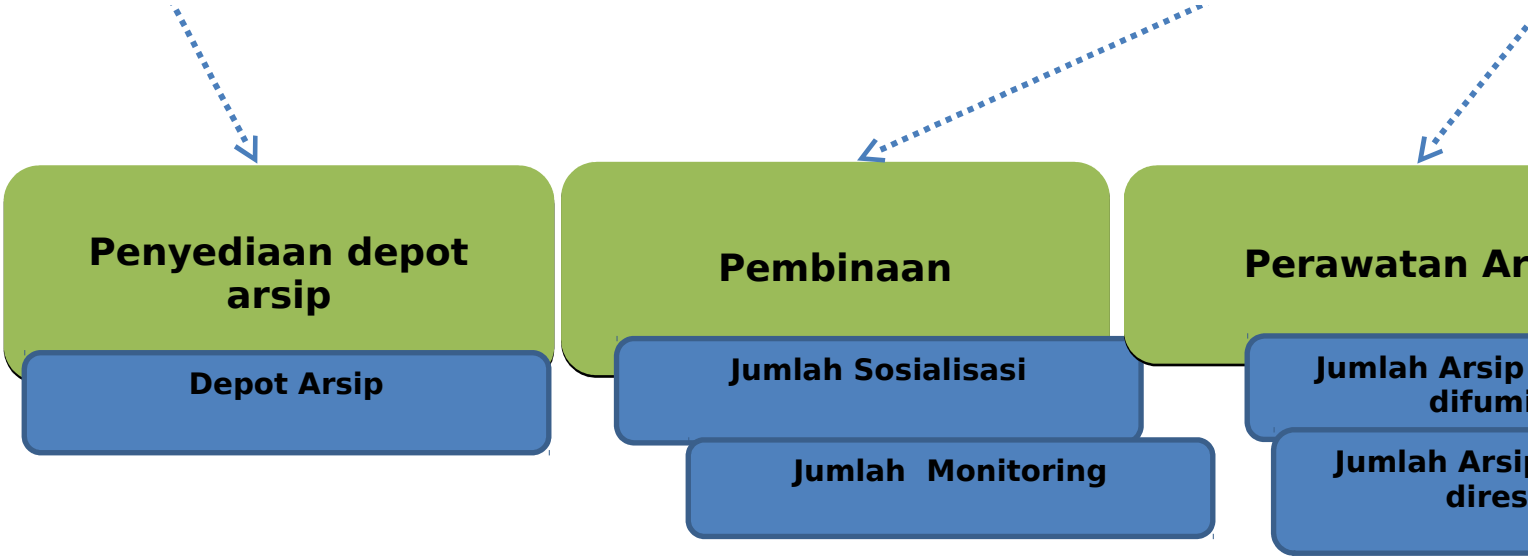 Penyediaan depot
arsip
Pembinaan
Perawatan
Depot Arsip
Jumlah Sosialisasi
Jumlah  Monitoring
Jumlah Arsip
Jumlah